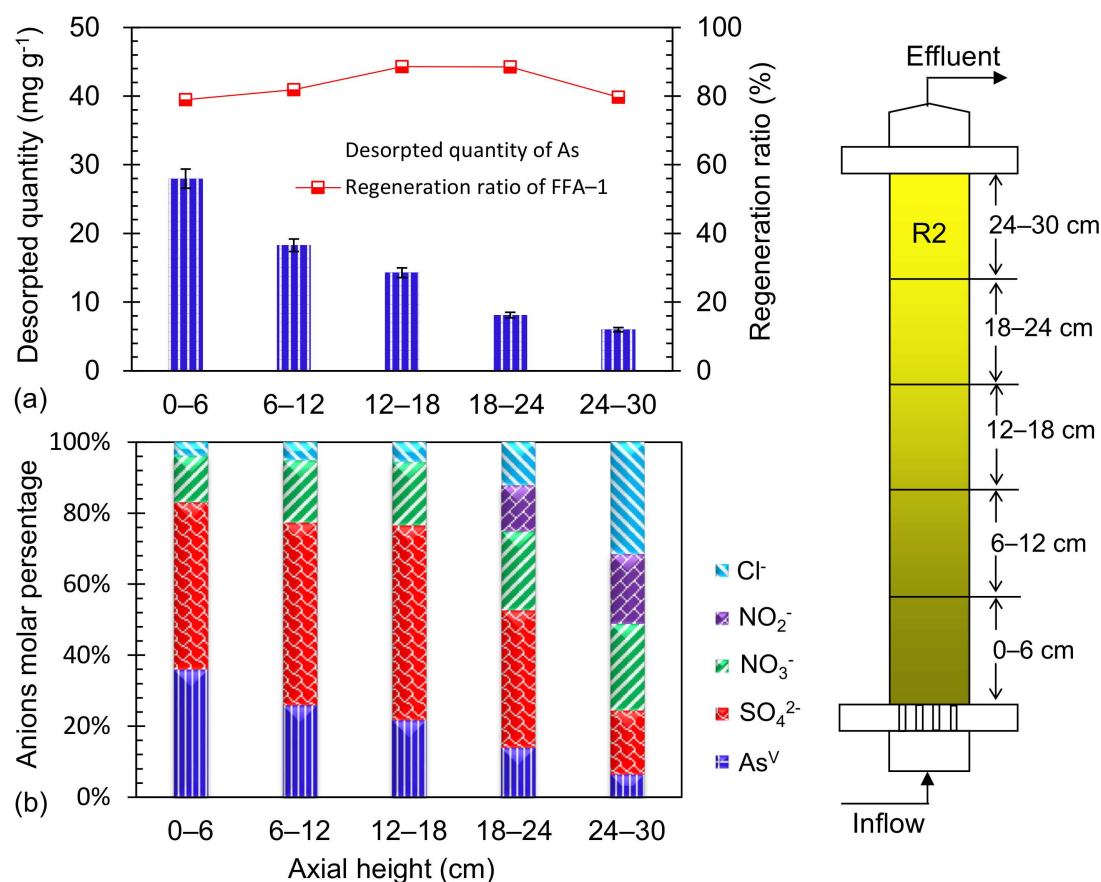 Desorpted quantity (mg g⁻¹)
50
40
30
20
10
0
Desorpted quantity of As
Regeneration ratio of FFA–1
100
80
60
40
20
0
Regeneration ratio (%)
(a)
0–6
6–12
12–18
18–24
24–30
Anions molar persentage
100%
80%
60%
40%
20%
0%
(b)
0–6
6–12
12–18
18–24
24–30
Axial height (cm)
Cl⁻
NO₂⁻
NO₃⁻
SO₄²⁻
Asⱽ
Effluent
R2
24–30 cm
18–24 cm
12–18 cm
6–12 cm
0–6 cm
Inflow